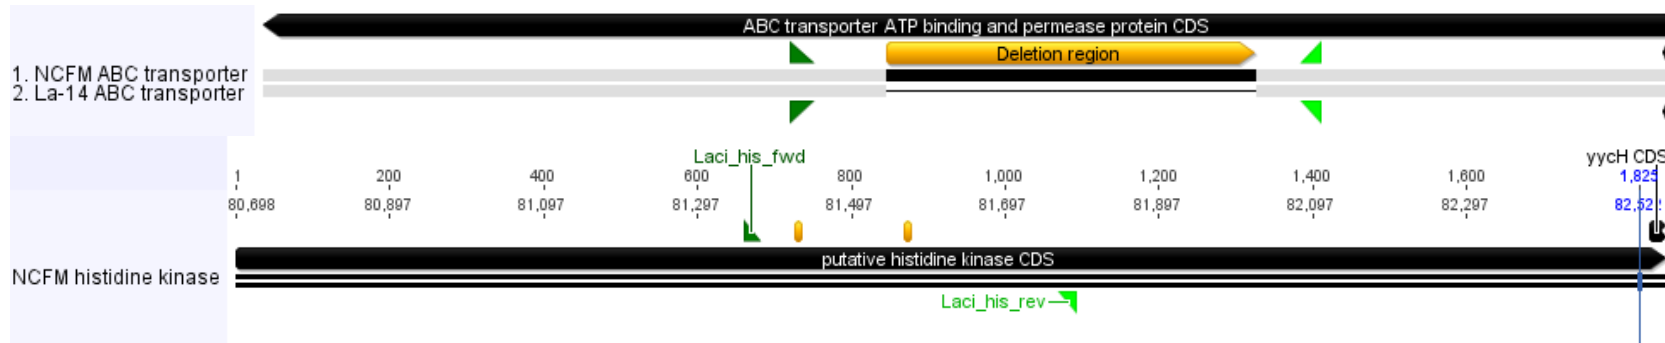 ABC transporter ATP binding and permease protein CDS
Deletion region
1. NCFM ABC transporter
2. La-14 ABC transporter
Laci_his_fwd
yycH CDS
1 200 400 600 800 1,000 1,200 1,400 1,600 1,825
80,698 80,897 81,097 81,297 81,497 81,697 81,897 82,097 82,297
putative histidine kinase CDS
NCFM histidine kinase
Laci_his_rev